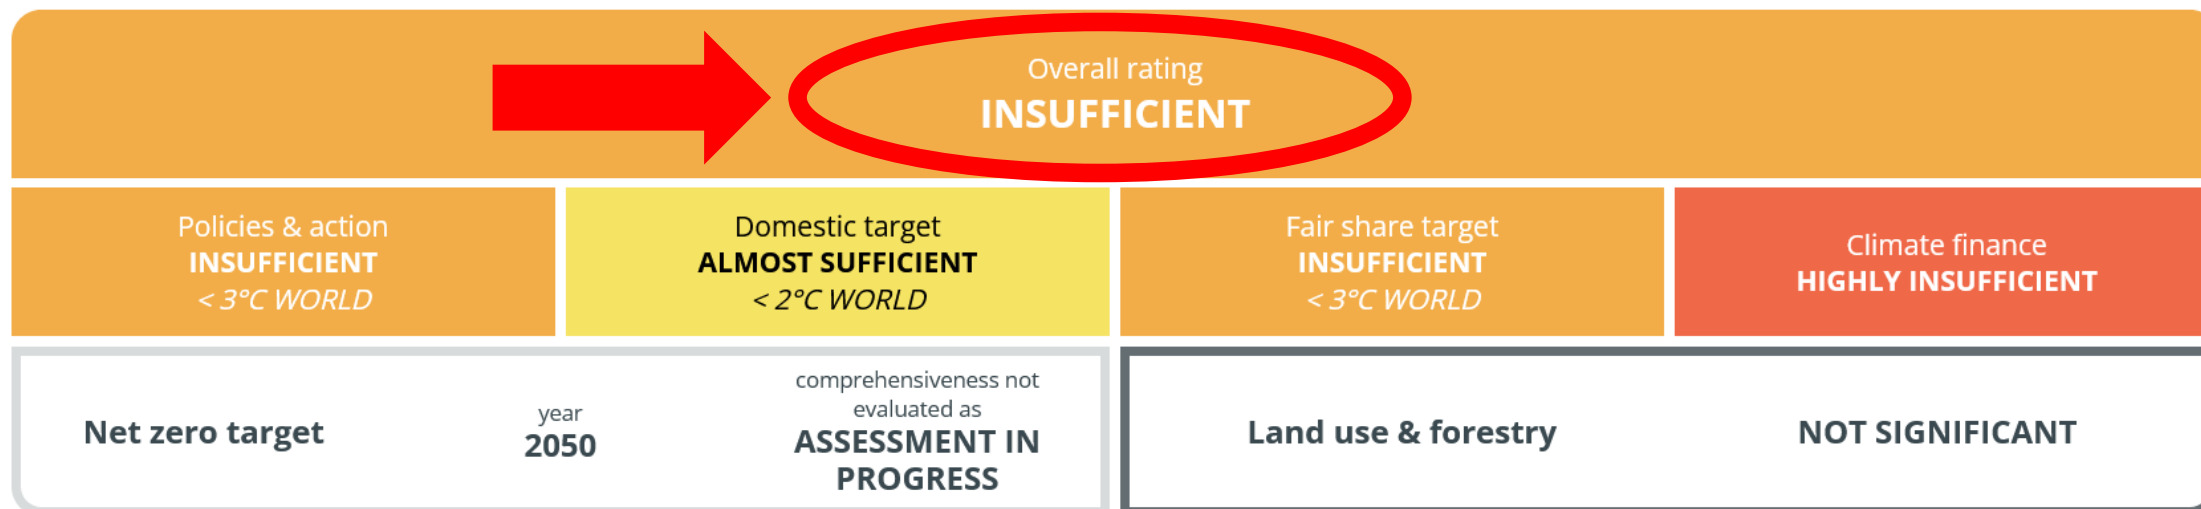 Overall rating
INSUFFICIENT
Policies & action
INSUFFICIENT
< 3°C WORLD
Domestic target
ALMOST SUFFICIENT
< 2°C WORLD
Fair share target
INSUFFICIENT
< 3°C WORLD
Climate finance
HIGHLY INSUFFICIENT
Net zero target
year
2050
comprehensiveness not
evaluated as
ASSESSMENT IN
PROGRESS
Land use & forestry
NOT SIGNIFICANT